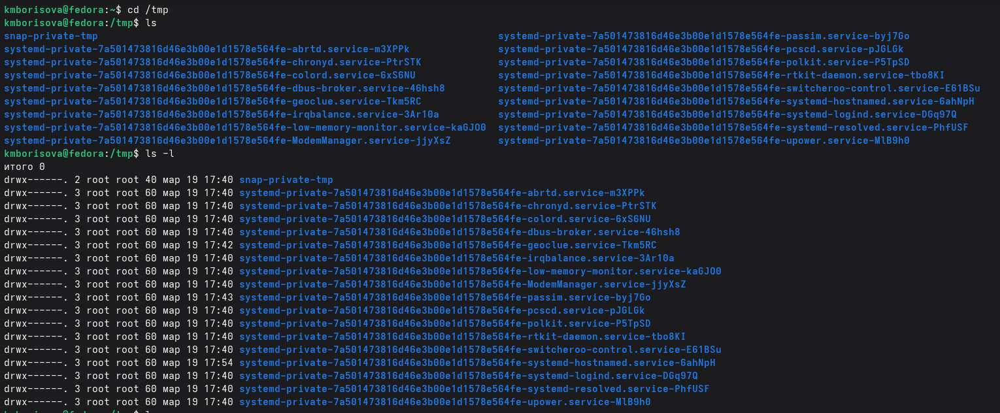 kmborisova@fedora:~$ cd /tmp
kmborisova@fedora:/tmp$ ls
snap-private-tmp systemd-private-7a501473816d46e3b00e1d1578e564fe-passim.service-byj7Go
systemd-private-7a501473816d46e3b00e1d1578e564fe-abrtd.service-m3XPPk systemd-private-7a501473816d46e3b00e1d1578e564fe-pcscd.service-pJGLGk
systemd-private-7a501473816d46e3b00e1d1578e564fe-chronyd.service-PtrSTK systemd-private-7a501473816d46e3b00e1d1578e564fe-polkit.service-P5TpSD
systemd-private-7a501473816d46e3b00e1d1578e564fe-colord.service-6xS6NU systemd-private-7a501473816d46e3b00e1d1578e564fe-rtkit-daemon.service-tbo8KI
systemd-private-7a501473816d46e3b00e1d1578e564fe-dbus-broker.service-46hsh8 systemd-private-7a501473816d46e3b00e1d1578e564fe-switcheroo-control.service-E61BSu
systemd-private-7a501473816d46e3b00e1d1578e564fe-geoclue.service-Tkm5RC systemd-private-7a501473816d46e3b00e1d1578e564fe-systemd-hostnamed.service-6ahNpH
systemd-private-7a501473816d46e3b00e1d1578e564fe-irqbalance.service-3Ar10a systemd-private-7a501473816d46e3b00e1d1578e564fe-systemd-logind.service-DGq97Q
systemd-private-7a501473816d46e3b00e1d1578e564fe-low-memory-monitor.service-kaGJO0 systemd-private-7a501473816d46e3b00e1d1578e564fe-systemd-resolved.service-PhfUSF
systemd-private-7a501473816d46e3b00e1d1578e564fe-ModemManager.service-jjyXsZ systemd-private-7a501473816d46e3b00e1d1578e564fe-upower.service-MlB9h0
kmborisova@fedora:/tmp$ ls -l
итого 0
drwx------. 2 root root 40 мар 19 17:40 snap-private-tmp
drwx------. 3 root root 60 мар 19 17:40 systemd-private-7a501473816d46e3b00e1d1578e564fe-abrtd.service-m3XPPk
drwx------. 3 root root 60 мар 19 17:40 systemd-private-7a501473816d46e3b00e1d1578e564fe-chronyd.service-PtrSTK
drwx------. 3 root root 60 мар 19 17:40 systemd-private-7a501473816d46e3b00e1d1578e564fe-colord.service-6xS6NU
drwx------. 3 root root 60 мар 19 17:40 systemd-private-7a501473816d46e3b00e1d1578e564fe-dbus-broker.service-46hsh8
drwx------. 3 root root 60 мар 19 17:42 systemd-private-7a501473816d46e3b00e1d1578e564fe-geoclue.service-Tkm5RC
drwx------. 3 root root 60 мар 19 17:40 systemd-private-7a501473816d46e3b00e1d1578e564fe-irqbalance.service-3Ar10a
drwx------. 3 root root 60 мар 19 17:40 systemd-private-7a501473816d46e3b00e1d1578e564fe-low-memory-monitor.service-kaGJO0
drwx------. 3 root root 60 мар 19 17:40 systemd-private-7a501473816d46e3b00e1d1578e564fe-ModemManager.service-jjyXsZ
drwx------. 3 root root 60 мар 19 17:43 systemd-private-7a501473816d46e3b00e1d1578e564fe-passim.service-byj7Go
drwx------. 3 root root 60 мар 19 17:40 systemd-private-7a501473816d46e3b00e1d1578e564fe-pcscd.service-pJGLGk
drwx------. 3 root root 60 мар 19 17:40 systemd-private-7a501473816d46e3b00e1d1578e564fe-polkit.service-P5TpSD
drwx------. 3 root root 60 мар 19 17:40 systemd-private-7a501473816d46e3b00e1d1578e564fe-rtkit-daemon.service-tbo8KI
drwx------. 3 root root 60 мар 19 17:40 systemd-private-7a501473816d46e3b00e1d1578e564fe-switcheroo-control.service-E61BSu
drwx------. 3 root root 60 мар 19 17:54 systemd-private-7a501473816d46e3b00e1d1578e564fe-systemd-hostnamed.service-6ahNpH
drwx------. 3 root root 60 мар 19 17:40 systemd-private-7a501473816d46e3b00e1d1578e564fe-systemd-logind.service-DGq97Q
drwx------. 3 root root 60 мар 19 17:40 systemd-private-7a501473816d46e3b00e1d1578e564fe-systemd-resolved.service-PhfUSF
drwx------. 3 root root 60 мар 19 17:40 systemd-private-7a501473816d46e3b00e1d1578e564fe-upower.service-MlB9h0